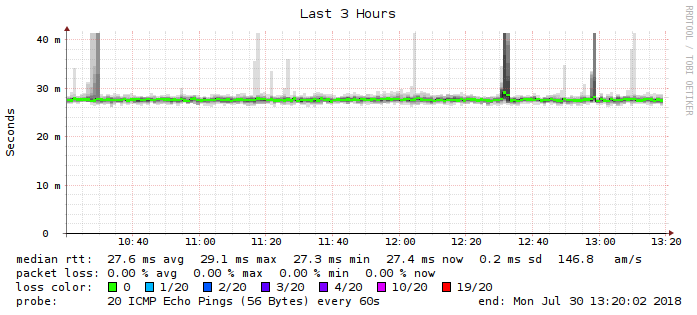 Last 3 Hours
RRDTOOL / TOBI OETIKER
Seconds
40 m
30 m
20 m
10 m
0
10:40 11:00 11:20 11:40 12:00 12:20 12:40 13:00 13:20
median rtt: 27.6 ms avg 29.1 ms max 27.3 ms min 27.4 ms now 0.2 ms sd 146.8 am/s
packet loss: 0.00 % avg 0.00 % max 0.00 % min 0.00 % now
loss color: 0 1/20 2/20 3/20 4/20 10/20 19/20
probe: 20 ICMP Echo Pings (56 Bytes) every 60s end: Mon Jul 30 13:20:02 2018